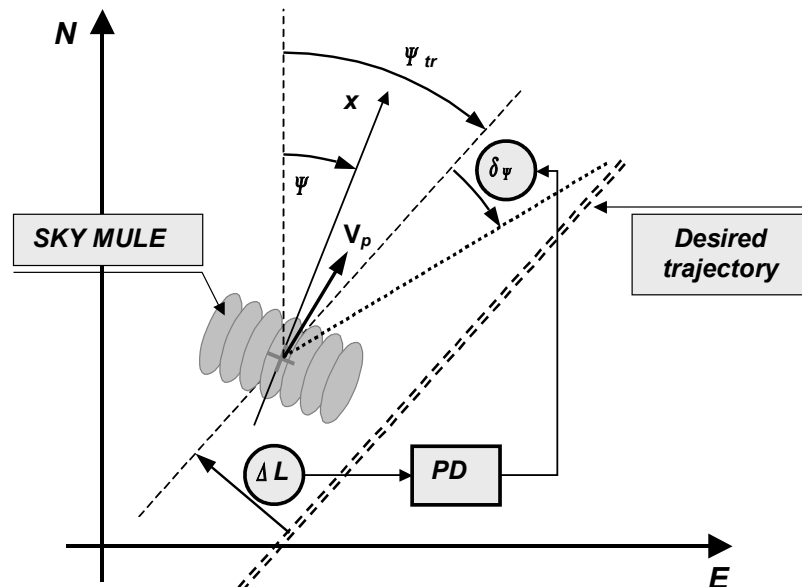 N
Ψ tr
x
δ Ψ
Ψ
SKY MULE
V p
Desired
trajectory
Δ L
PD
E